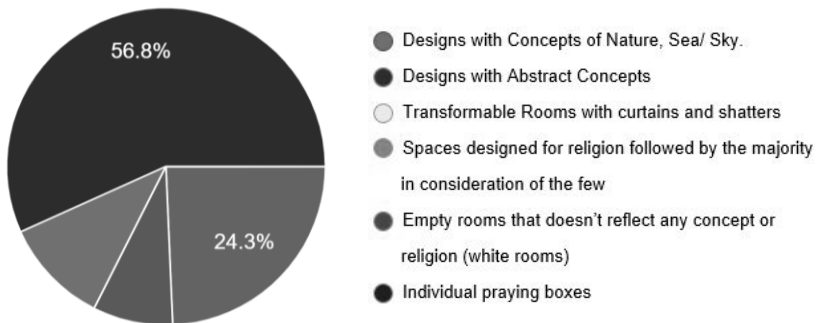 56.8%
24.3%
Designs with Concepts of Nature, Sea/ Sky.
Designs with Abstract Concepts
Transformable Rooms with curtains and shatters
Spaces designed for religion followed by the majority
in consideration of the few
Empty rooms that doesn't reflect any concept or
religion (white rooms)
Individual praying boxes